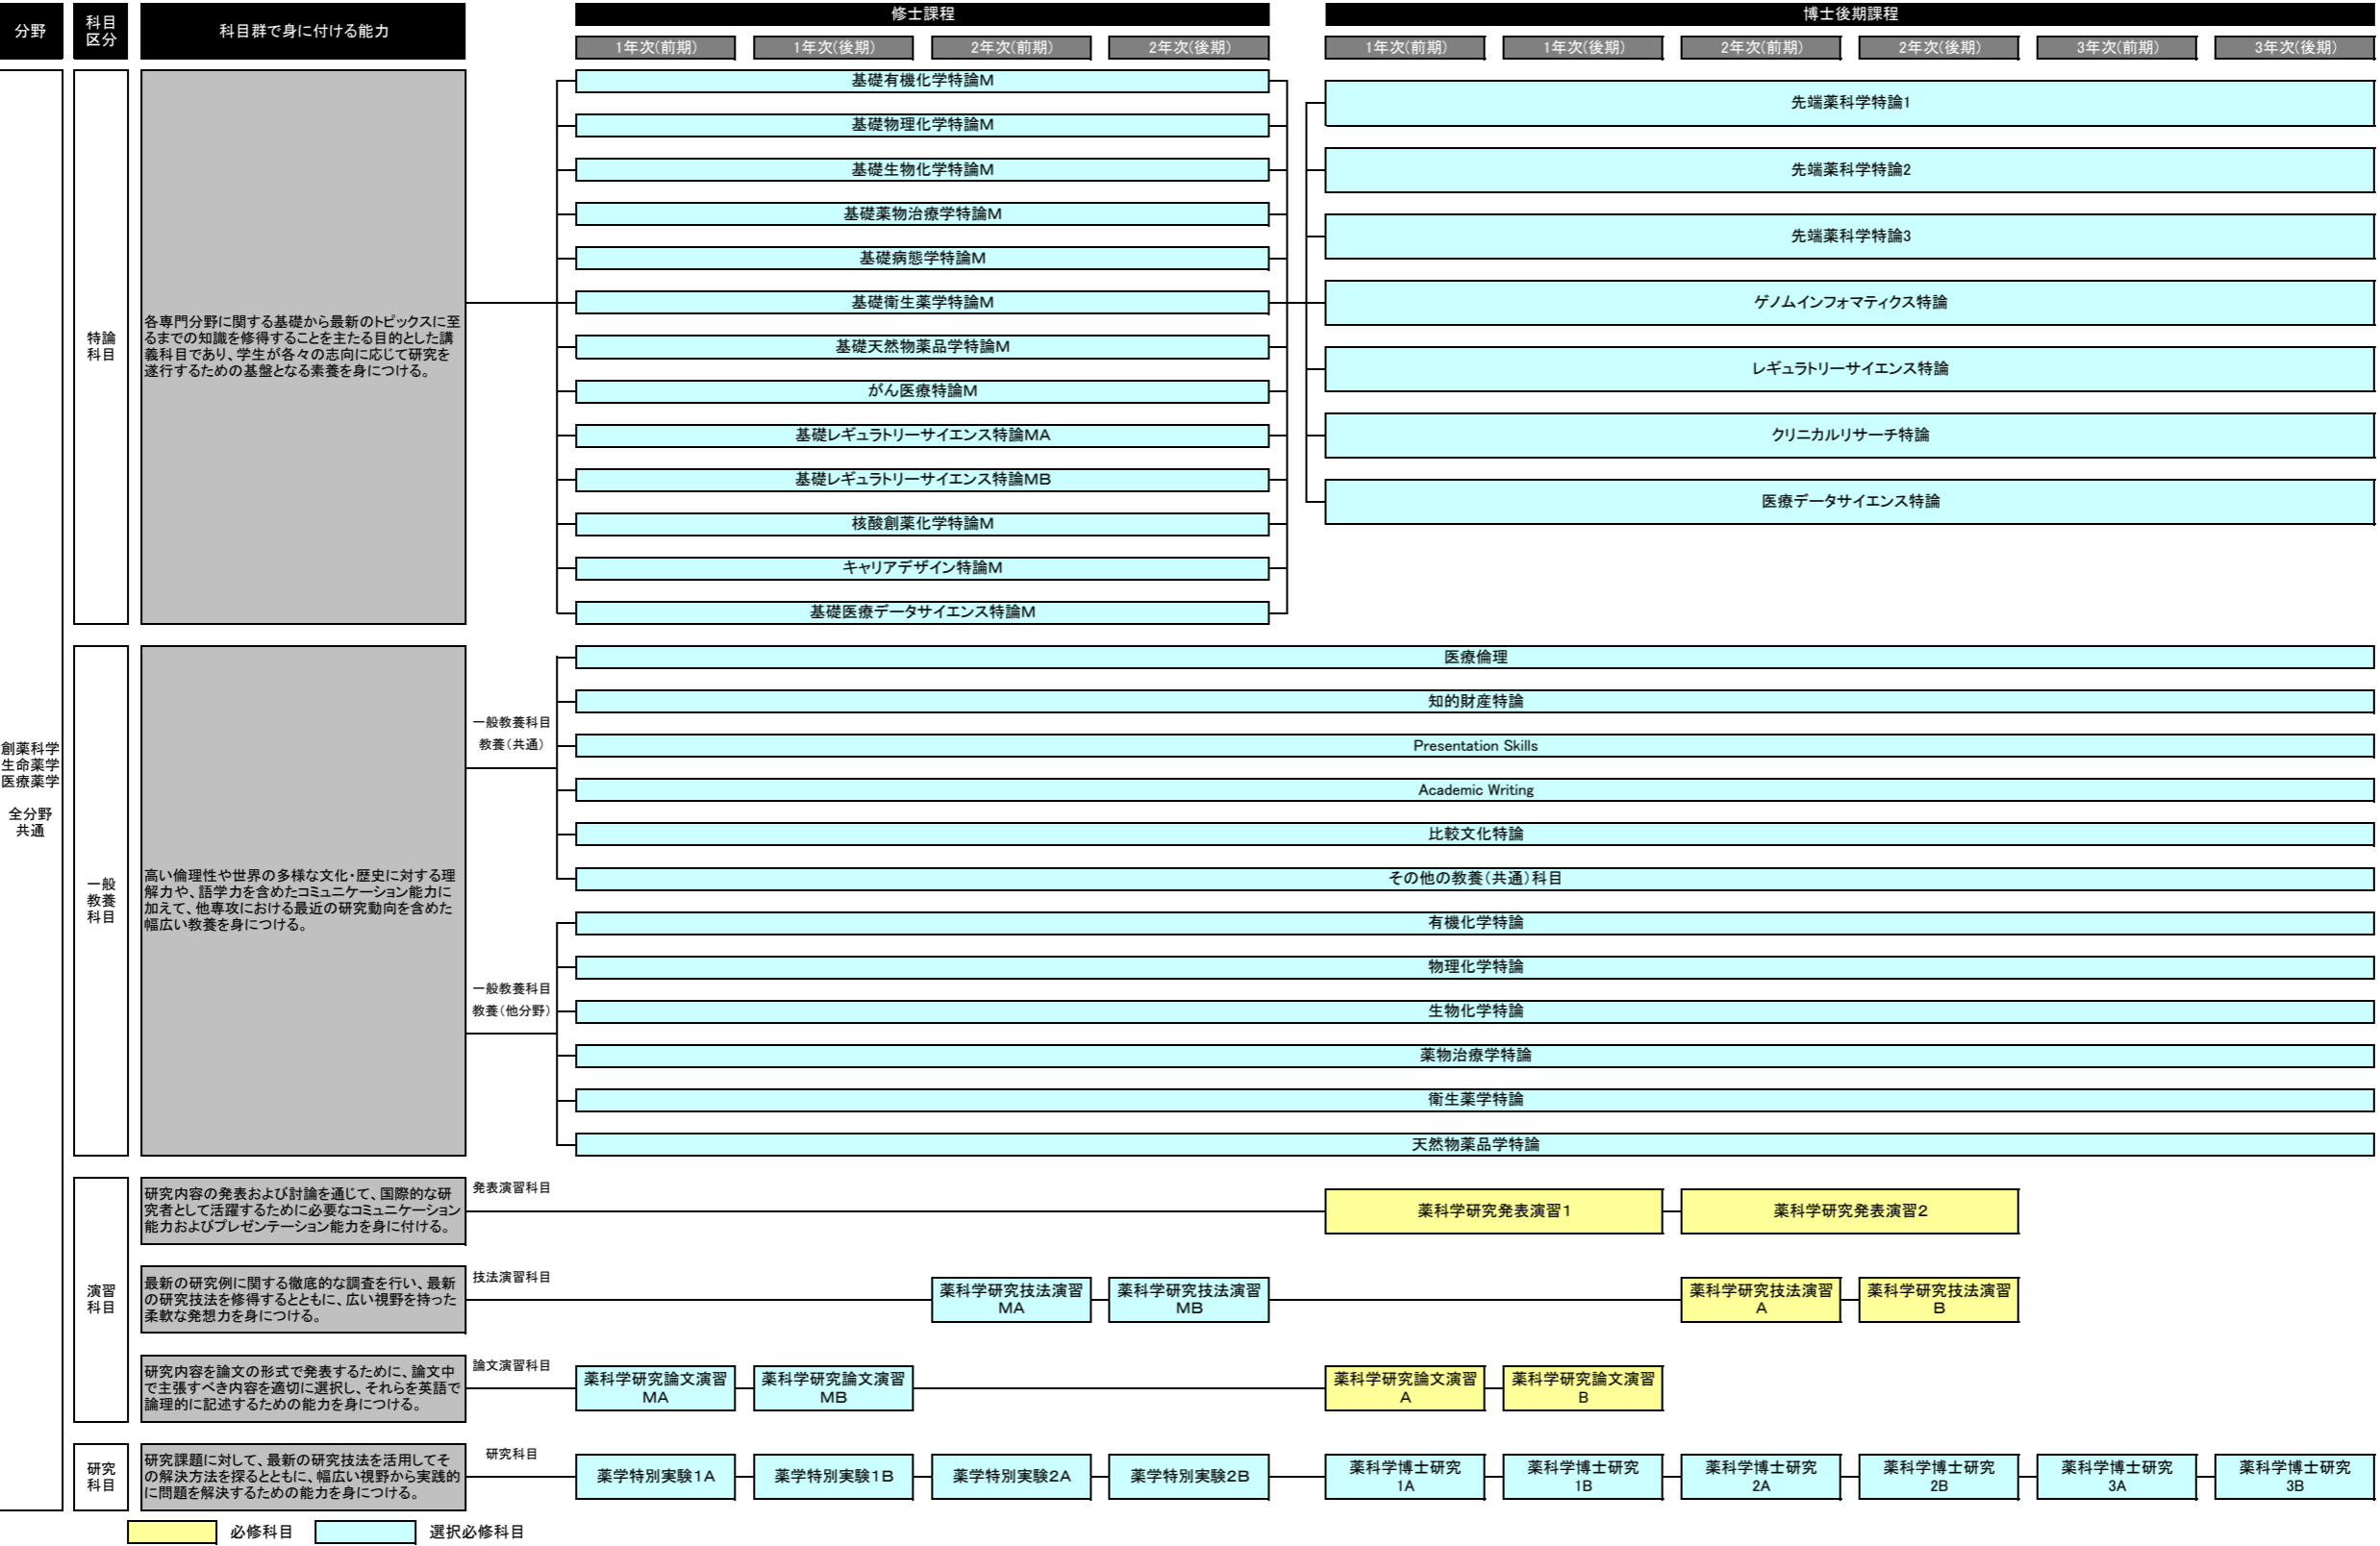 分野
科目
区分
科目群で身に付ける能力
修士課程
博士後期課程
1年次(前期)
1年次(後期)
2年次(前期)
2年次(後期)
1年次(前期)
1年次(後期)
2年次(前期)
2年次(後期)
3年次(前期)
3年次(後期)
創薬科学
生命薬学
医療薬学
全分野
共通
特論
科目
各専門分野に関する基礎から最新のトピックスに至
るまでの知識を修得することを主たる目的とした講
義科目であり、学生が各々の志向に応じて研究を
遂行するための基盤となる素養を身につける。
基礎有機化学特論M
基礎物理化学特論M
基礎生物化学特論M
基礎薬物治療学特論M
基礎病態学特論M
基礎衛生薬学特論M
基礎天然物薬品学特論M
がん医療特論M
基礎レギュラトリーサイエンス特論MA
基礎レギュラトリーサイエンス特論MB
核酸創薬化学特論M
キャリアデザイン特論M
基礎医療データサイエンス特論M
先端薬科学特論1
先端薬科学特論2
先端薬科学特論3
ゲノムインフォマティクス特論
レギュラトリーサイエンス特論
クリニカルリサーチ特論
医療データサイエンス特論
一般
教養
科目
高い倫理性や世界の多様な文化・歴史に対する理
解力や、語学力を含めたコミュニケーション能力に
加えて、他専攻における最近の研究動向を含めた
幅広い教養を身につける。
一般教養科目
教養(共通)
医療倫理
知的財産特論
Presentation Skills
Academic Writing
比較文化特論
その他の教養(共通)科目
一般教養科目
教養(他分野)
有機化学特論
物理化学特論
生物化学特論
薬物治療学特論
衛生薬学特論
天然物薬品学特論
演習
科目
研究内容の発表および討論を通じて、国際的な研
究者として活躍するために必要なコミュニケーション
能力およびプレゼンテーション能力を身に付ける。
発表演習科目
薬科学研究発表演習1
薬科学研究発表演習2
最新の研究例に関する徹底的な調査を行い、最新
の研究技法を修得するとともに、広い視野を持った
柔軟な発想力を身につける。
技法演習科目
薬科学研究技法演習
MA
薬科学研究技法演習
MB
薬科学研究技法演習
A
薬科学研究技法演習
B
研究内容を論文の形式で発表するために、論文中
で主張すべき内容を適切に選択し、それらを英語で
論理的に記述するための能力を身につける。
論文演習科目
薬科学研究論文演習
MA
薬科学研究論文演習
MB
薬科学研究論文演習
A
薬科学研究論文演習
B
研究
科目
研究課題に対して、最新の研究技法を活用してそ
の解決方法を探るとともに、幅広い視野から実践的
に問題を解決するための能力を身につける。
研究科目
薬学特別実験1A
薬学特別実験1B
薬学特別実験2A
薬学特別実験2B
薬科学博士研究
1A
薬科学博士研究
1B
薬科学博士研究
2A
薬科学博士研究
2B
薬科学博士研究
3A
薬科学博士研究
3B
必修科目
選択必修科目